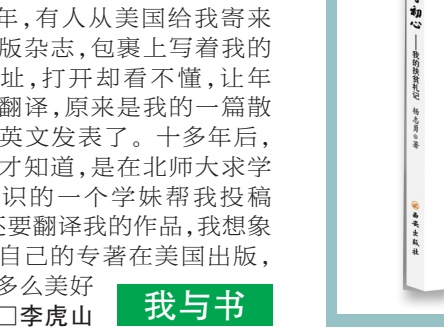 年,有人从美国给我寄来
版杂志,包裹上写着我的
址,打开却看不懂,让年
翻译,原来是我的一篇散
英文发表了。十多年后,
才知道,是在北师大求学
识的一个学妹帮我投稿
还要翻译我的作品,我想象
自己的专著在美国出版,
多么美好
□李虎山
我与书
初心
——我的扶贫札记
杨志勇◎著
西安出版社